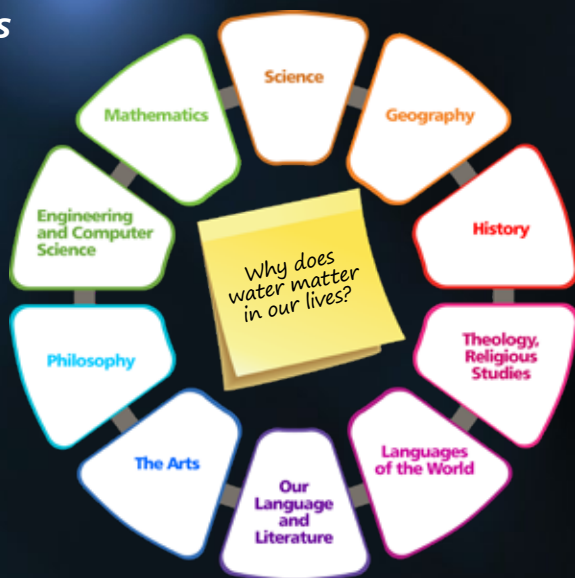 s
Science
Mathematics
Geography
Engineering
and Computer
Science
History
Why does
water matter
in our lives?
Philosophy
Theology,
Religious
Studies
The Arts
Languages
of the World
Our
Language
and
Literature